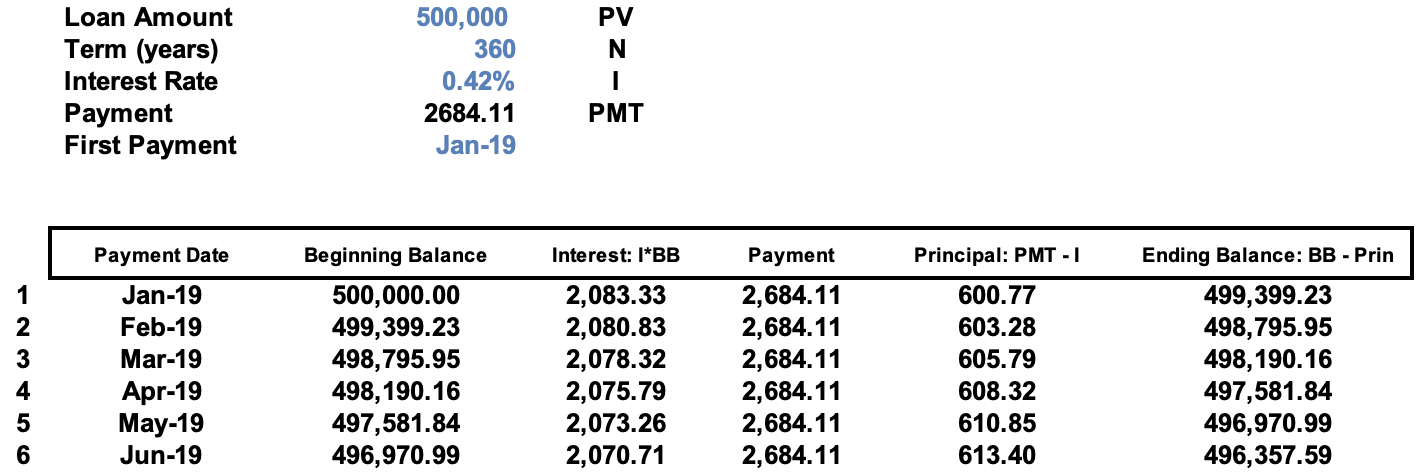 Loan Amount 500,000 PV
Term (years) 360 N
Interest Rate 0.42% I
Payment 2684.11 PMT
First Payment Jan-19
Payment Date Beginning Balance Interest: I*BB Payment Principal: PMT - I Ending Balance: BB - Prin
1 Jan-19 500,000.00 2,083.33 2,684.11 600.77 499,399.23
2 Feb-19 499,399.23 2,080.83 2,684.11 603.28 498,795.95
3 Mar-19 498,795.95 2,078.32 2,684.11 605.79 498,190.16
4 Apr-19 498,190.16 2,075.79 2,684.11 608.32 497,581.84
5 May-19 497,581.84 2,073.26 2,684.11 610.85 496,970.99
6 Jun-19 496,970.99 2,070.71 2,684.11 613.40 496,357.59